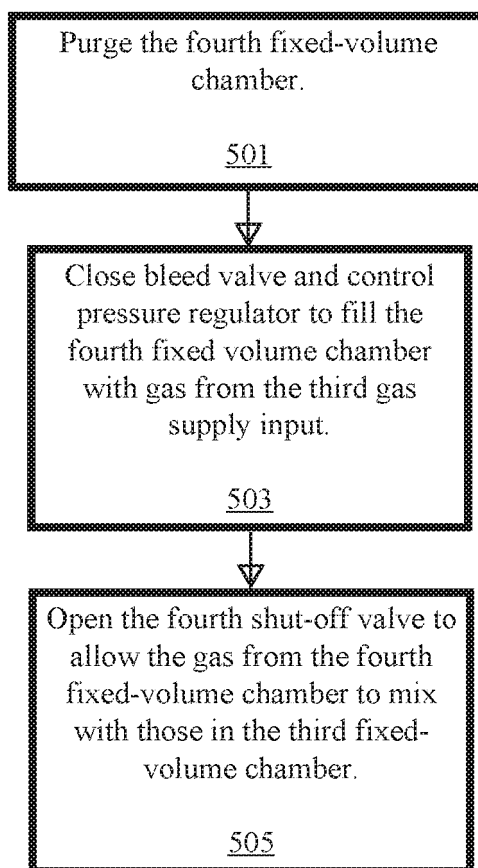 Purge the fourth fixed-volume
chamber.
501
Close bleed valve and control
pressure regulator to fill the
fourth fixed volume chamber
with gas from the third gas
supply input.
503
Open the fourth shut-off valve to
allow the gas from the fourth
fixed-volume chamber to mix
with those in the third fixed-
volume chamber.
505